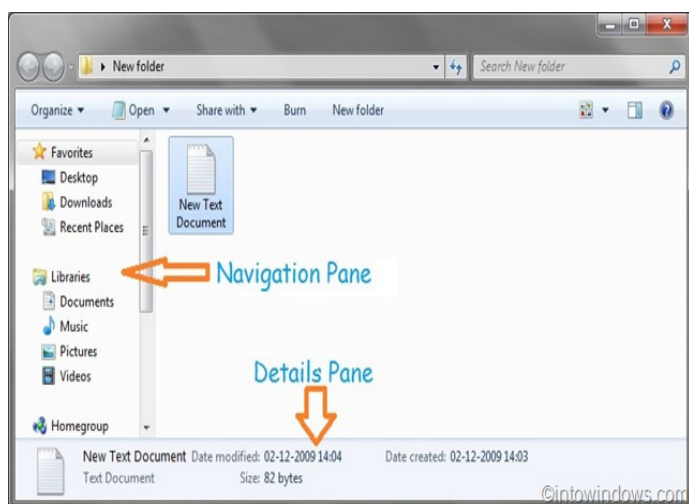 New folder
Search New folder
Organize Open Share with Burn New folder
Favorites
Desktop
Downloads
Recent Places
Libraries
Documents
Music
Pictures
Videos
Homegroup
New Text
Document
Navigation Pane
Details Pane
New Text Document Date modified: 02-12-2009 14:04 Date created: 02-12-2009 14:03
Text Document Size: 82 bytes
©intowindows.com